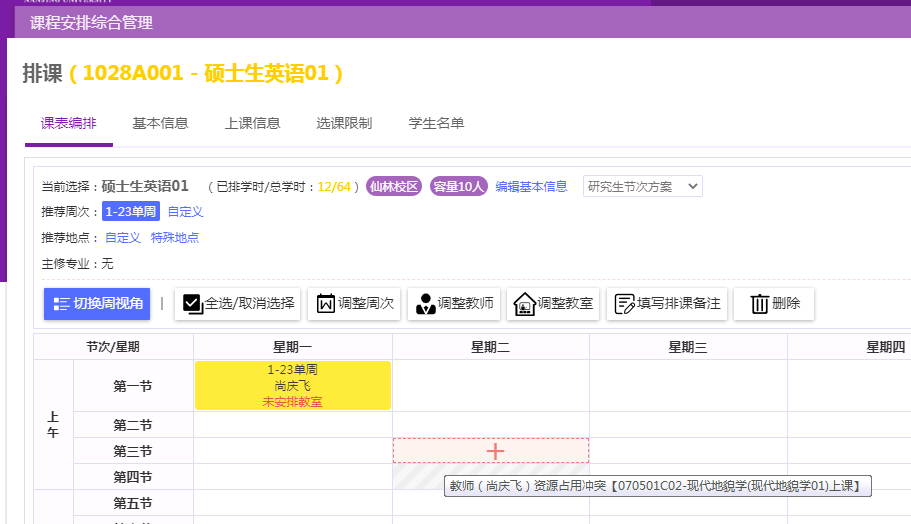 NANJING UNIVERSITY
课程安排综合管理
排课（1028A001 - 硕士生英语01）
课表编排 基本信息 上课信息 选课限制 学生名单
当前选择：硕士生英语01 （已排学时/总学时：12/64） 仙林校区 容量10人 编辑基本信息 研究生节次方案
推荐周次：1-23单周 自定义
推荐地点：自定义 特殊地点
主修专业：无
切换周视角 | 全选/取消选择 调整周次 调整教师 调整教室 填写排课备注 删除
节次/星期 星期一 星期二 星期三 星期四
上午
第一节
1-23单周
尚庆飞
未安排教室
第二节
第三节
第四节
教师（尚庆飞）资源占用冲突【070501C02-现代地貌学(现代地貌学01)上课】
第五节